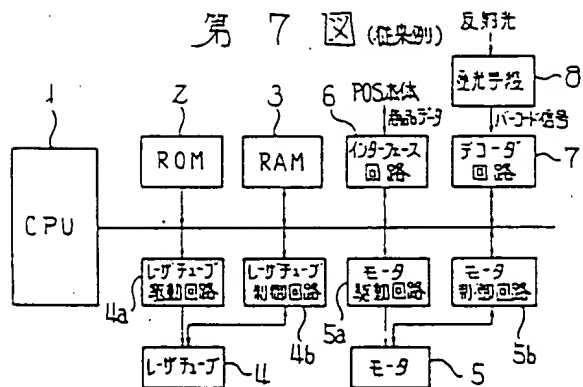 第 7 図 (従来例)
反射光
1
2
3
6
POS本体
商品データ
受光手段
8
バーコード信号
CPU
ROM
RAM
インターフェース
回路
デコーダ
回路
7
レーザチューブ
駆動回路
4a
レーザチューブ
制御回路
4b
モータ
駆動回路
5a
モータ
制御回路
5b
レーザチューブ
4
モータ
5